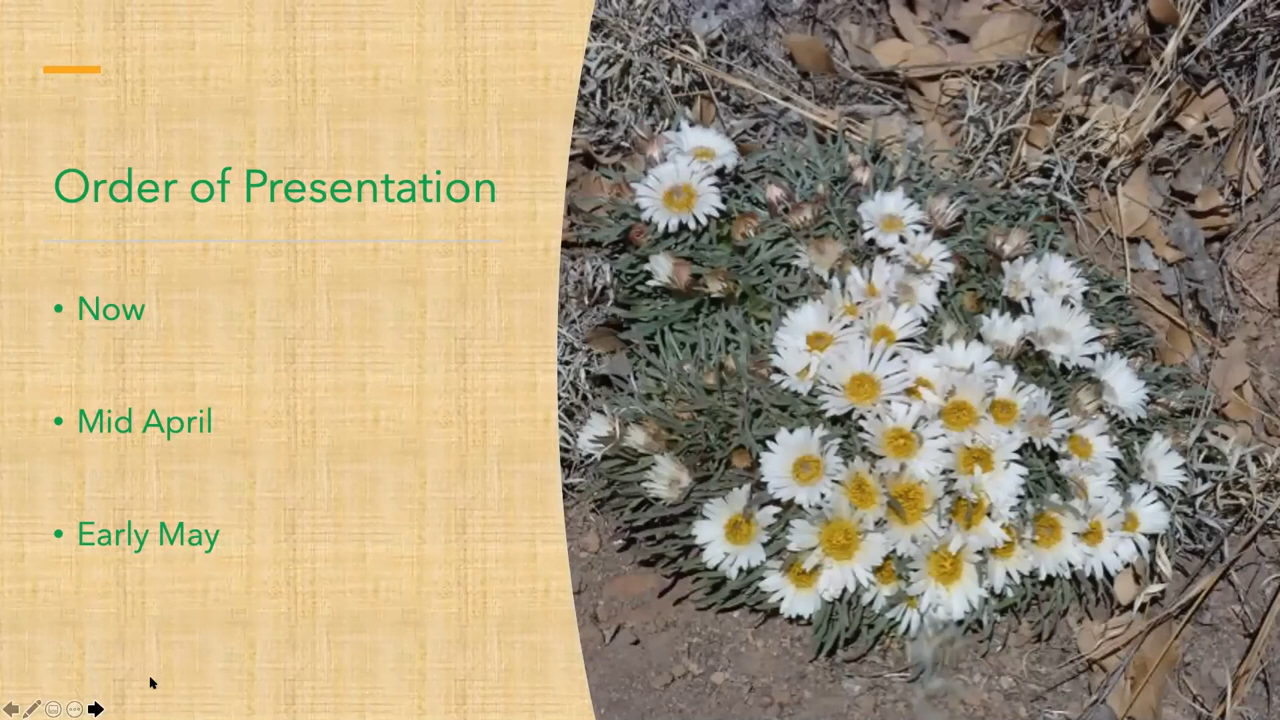 Order of Presentation
• Now
• Mid April
• Early May